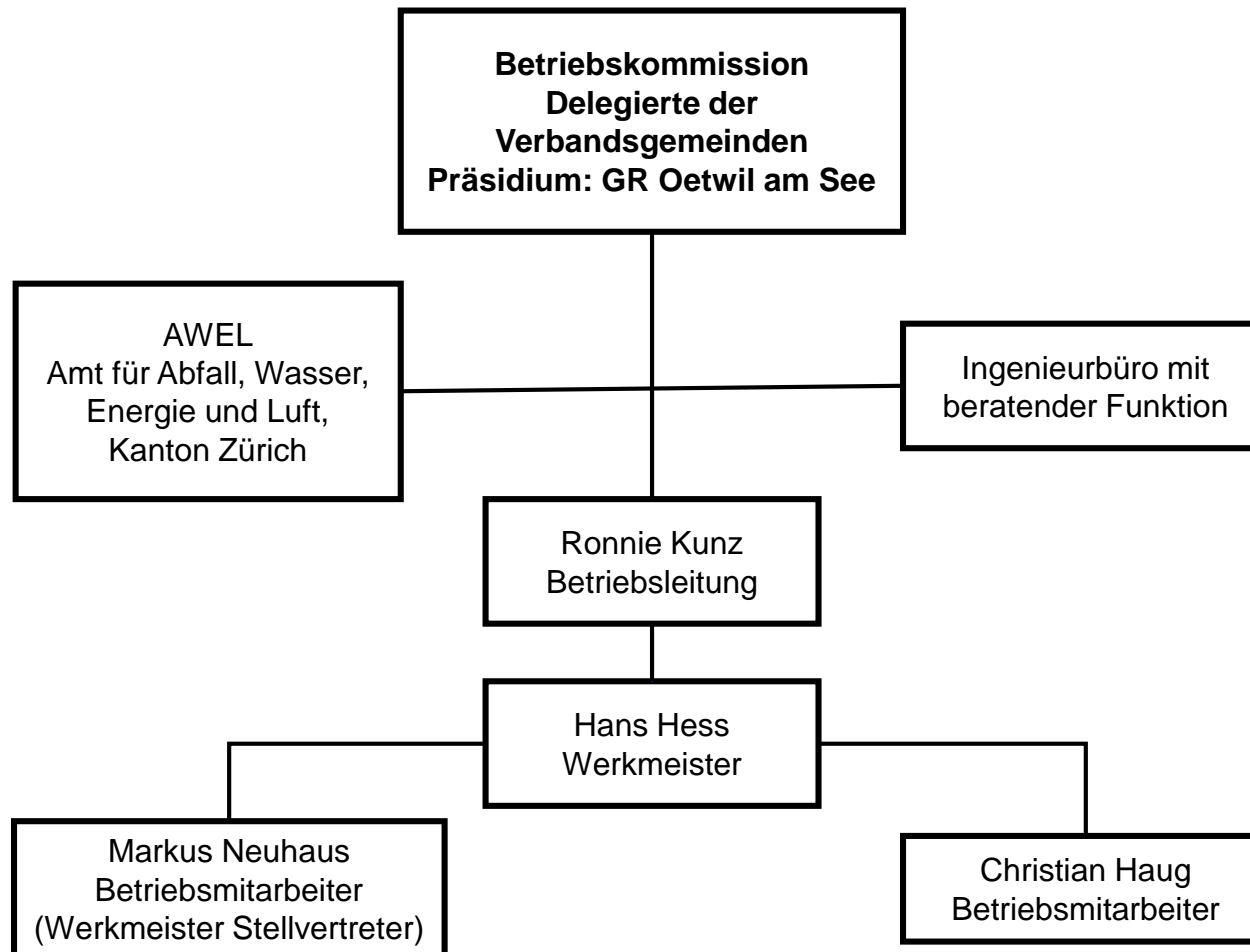 Betriebskommission
Delegierte der
Verbandsgemeinden
Präsidium: GR Oetwil am See
AWEL
Amt für Abfall, Wasser,
Energie und Luft,
Kanton Zürich
Ingenieurbüro mit
beratender Funktion
Ronnie Kunz
Betriebsleitung
Hans Hess
Werkmeister
Markus Neuhaus
Betriebsmitarbeiter
(Werkmeister Stellvertreter)
Christian Haug
Betriebsmitarbeiter